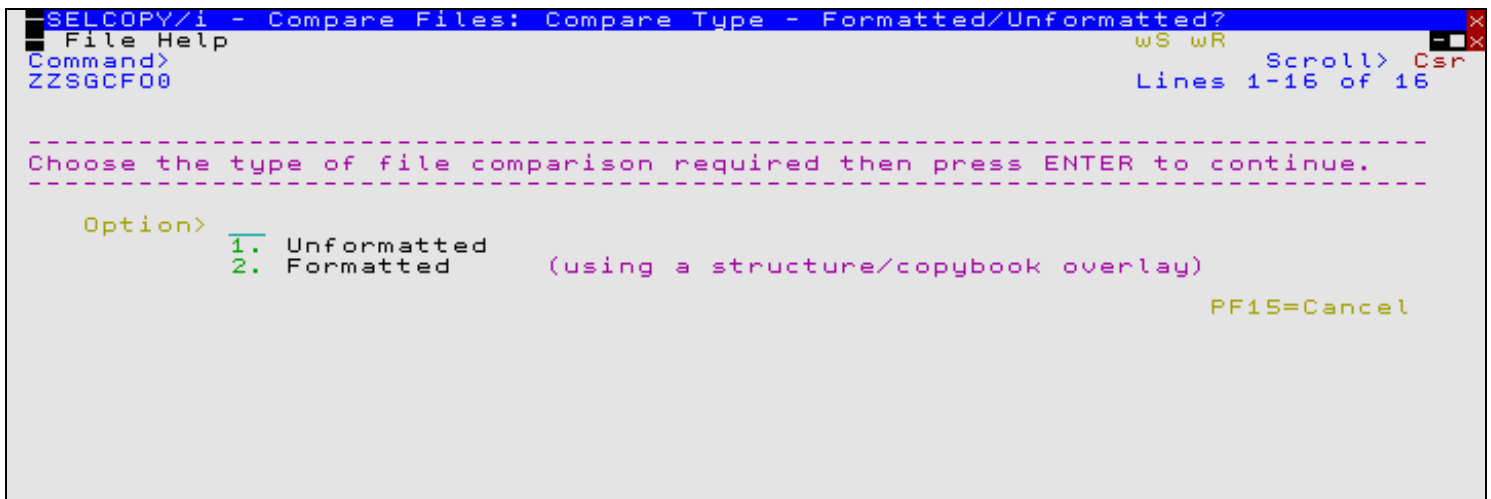 SELCOPY/i - Compare Files: Compare Type - Formatted/Unformatted?
File Help wS wR
Command> Scroll> Csr
ZZSGCFO0 Lines 1-16 of 16
Choose the type of file comparison required then press ENTER to continue.
Option>
1. Unformatted
2. Formatted (using a structure/copybook overlay)
PF15=Cancel